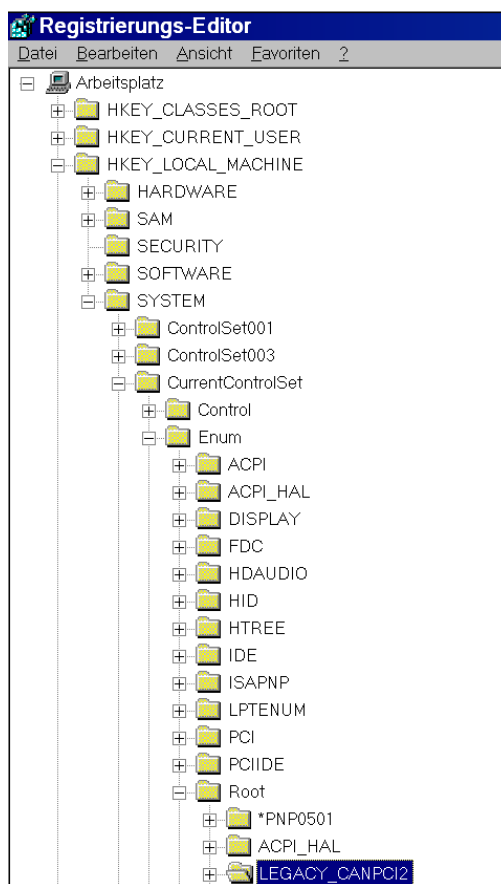 Registrierungs-Editor
Datei Bearbeiten Ansicht Favoriten ?
Arbeitsplatz
HKEY_CLASSES_ROOT
HKEY_CURRENT_USER
HKEY_LOCAL_MACHINE
HARDWARE
SAM
SECURITY
SOFTWARE
SYSTEM
ControlSet001
ControlSet003
CurrentControlSet
Control
Enum
ACPI
ACPI_HAL
DISPLAY
FDC
HDAUDIO
HID
HTREE
IDE
ISAPNP
LPTENUM
PCI
PCIIDE
Root
*PNP0501
ACPI_HAL
LEGACY_CANPCI2